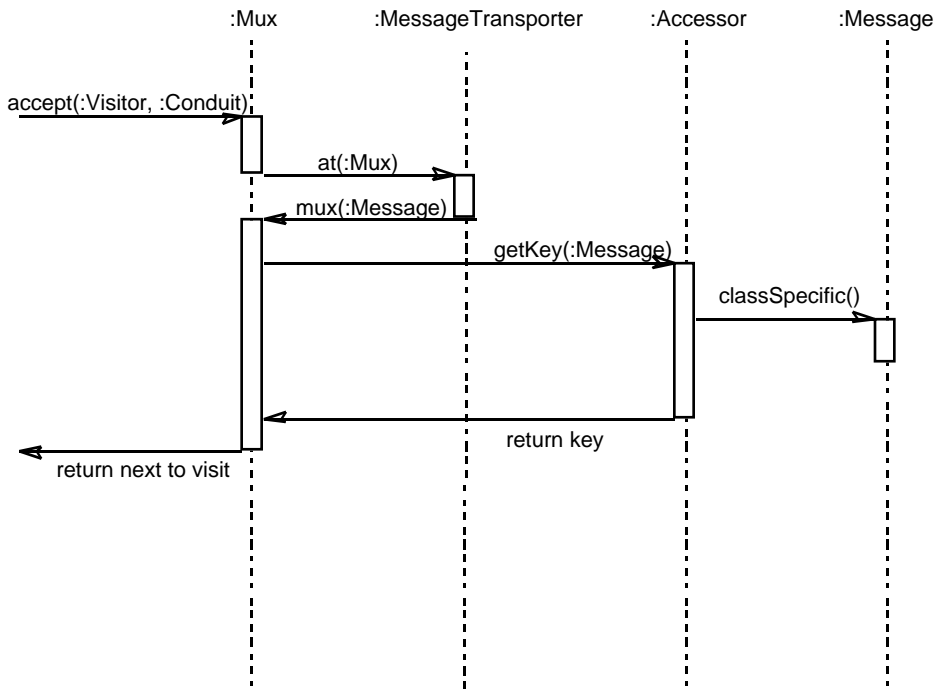 :Mux
:MessageTransporter
:Accessor
:Message
accept(:Visitor, :Conduit)
at(:Mux)
mux(:Message)
getKey(:Message)
classSpecific()
return key
return next to visit